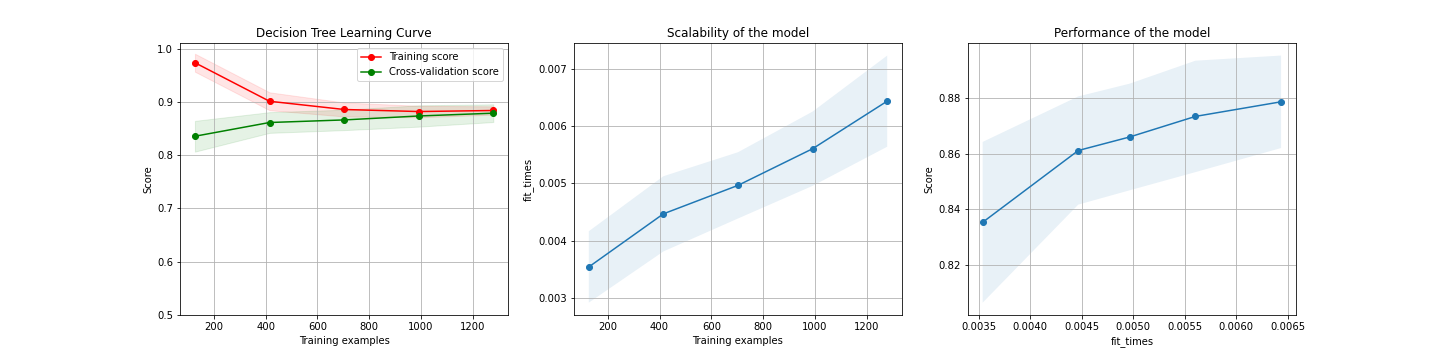 Decision Tree Learning Curve
Training score
Cross-validation score
1.0
0.9
0.8
0.7
0.6
0.5
Score
200 400 600 800 1000 1200
Training examples
Scalability of the model
0.007
0.006
0.005
0.004
0.003
fit_times
200 400 600 800 1000 1200
Training examples
Performance of the model
0.88
0.86
0.84
0.82
Score
0.0035 0.0040 0.0045 0.0050 0.0055 0.0060 0.0065
fit_times